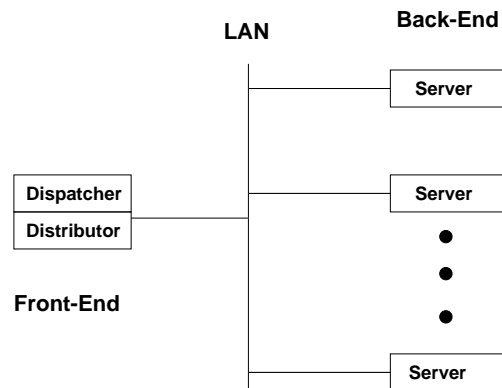 Back-End
LAN
Server
Dispatcher
Server
Distributor
Front-End
Server